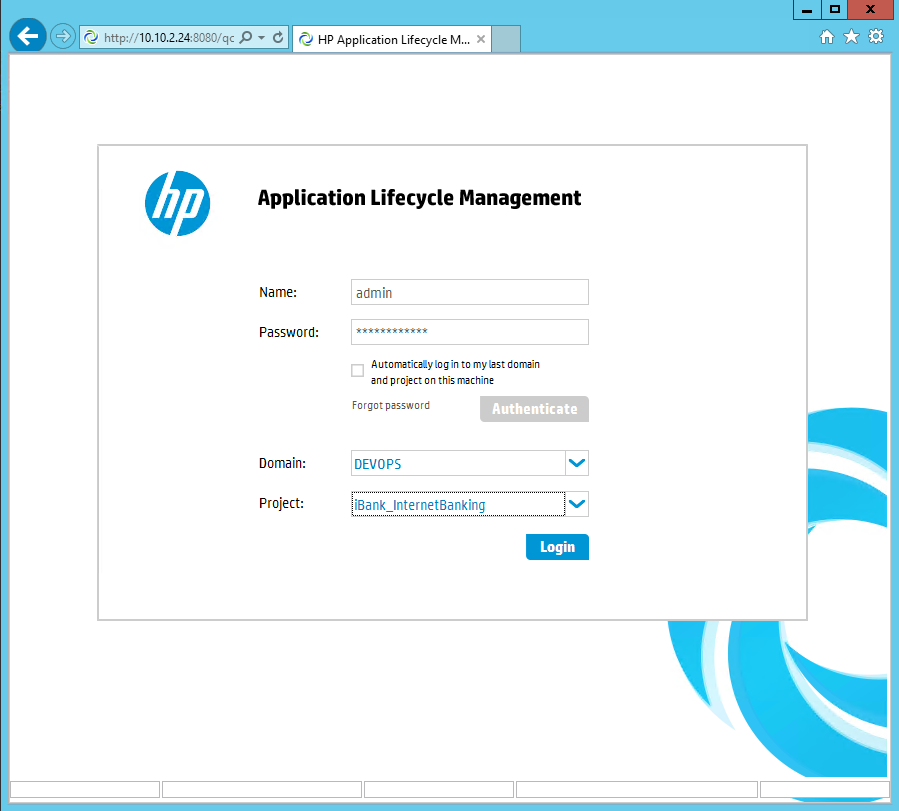 http://10.10.2.24:8080/qc
HP Application Lifecycle M...
hp
Application Lifecycle Management
Name:
admin
Password:
************
Automatically log in to my last domain
and project on this machine
Forgot password
Authenticate
Domain:
DEVOPS
Project:
iBank_InternetBanking
Login